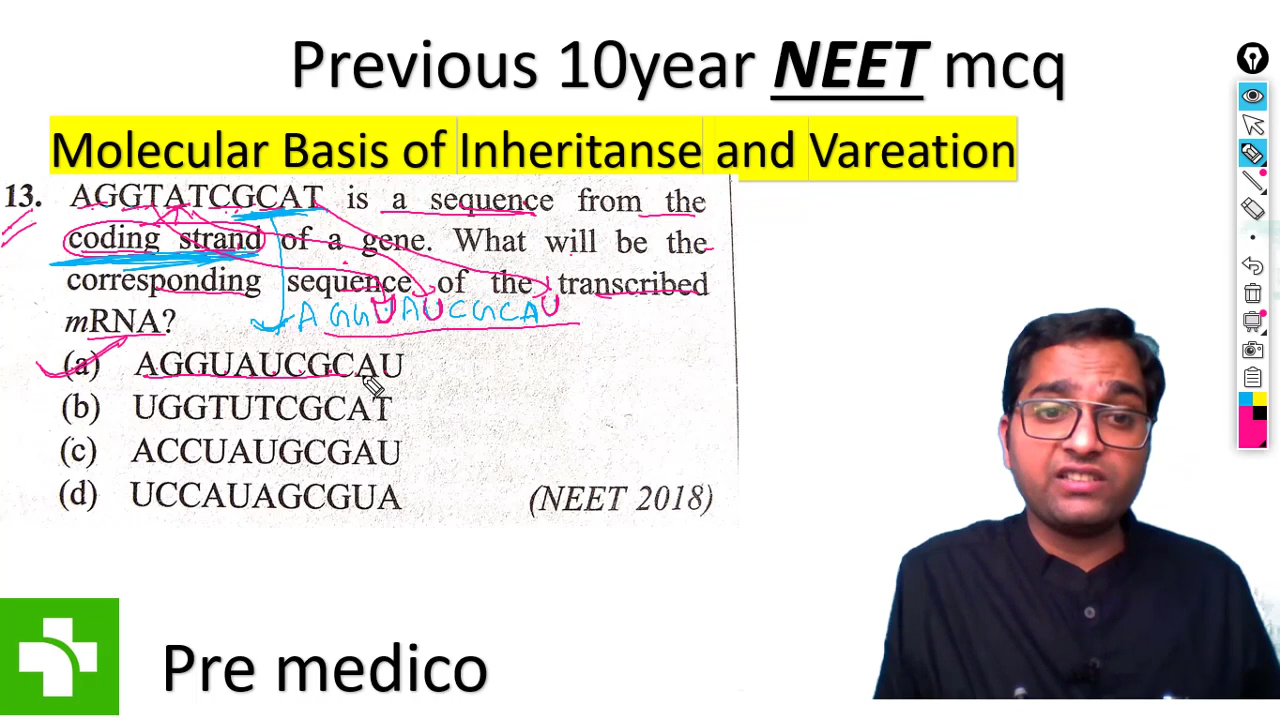 Previous 10year NEET mcq
Molecular Basis of Inheritanse and Vareation
13. AGGTATCGCAT is a sequence from the
coding strand of a gene. What will be the
corresponding sequence of the transcribed
AGGUAUCGCAU
mRNA?
(a) AGGUAUCGCAU
(b) UGGTUTCGCAT
(c) ACCUAUGCGAU
(d) UCCAUAGCGUA (NEET 2018)
Pre medico